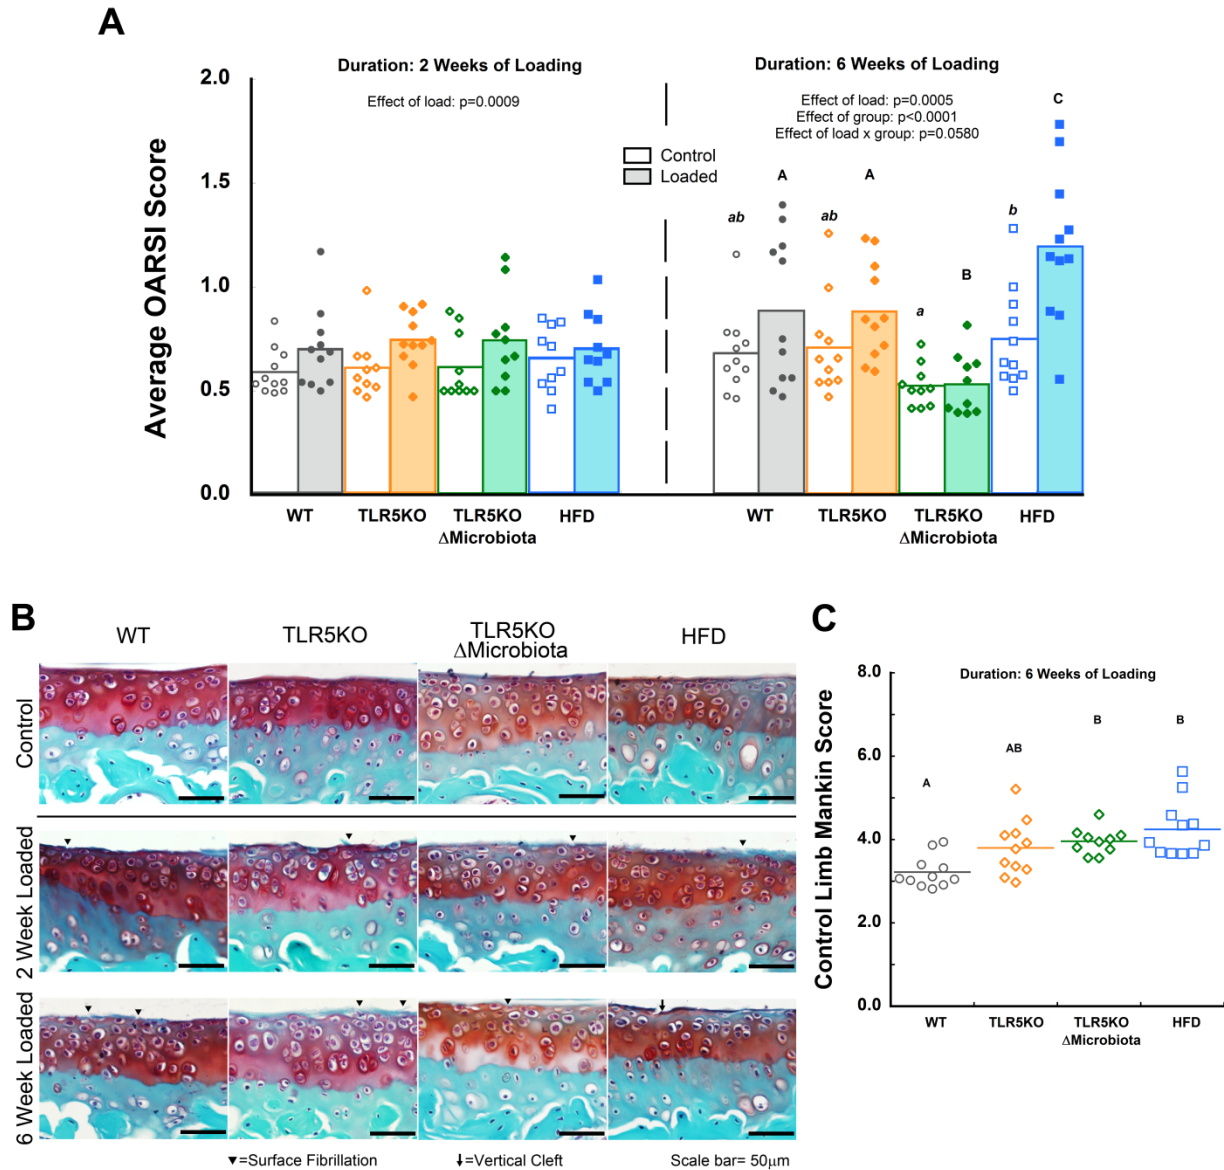 A
Duration: 2 Weeks of Loading
Duration: 6 Weeks of Loading
Effect of load: p=0.0009
Effect of load: p=0.0005
Effect of group: p<0.0001
Effect of load x group: p=0.0580
Control
Loaded
Average OARSI Score
2.0
1.5
1.0
0.5
0.0
ab
A
ab
A
a
B
b
C
WT
TLR5KO
TLR5KO
ΔMicrobiota
HFD
WT
TLR5KO
TLR5KO
ΔMicrobiota
HFD
B
WT
TLR5KO
TLR5KO
ΔMicrobiota
HFD
Control
2 Week Loaded
6 Week Loaded
▼=Surface Fibrillation
↓=Vertical Cleft
Scale bar= 50μm
C
Duration: 6 Weeks of Loading
Control Limb Mankin Score
8.0
6.0
4.0
2.0
0.0
A
AB
B
B
WT
TLR5KO
TLR5KO
ΔMicrobiota
HFD